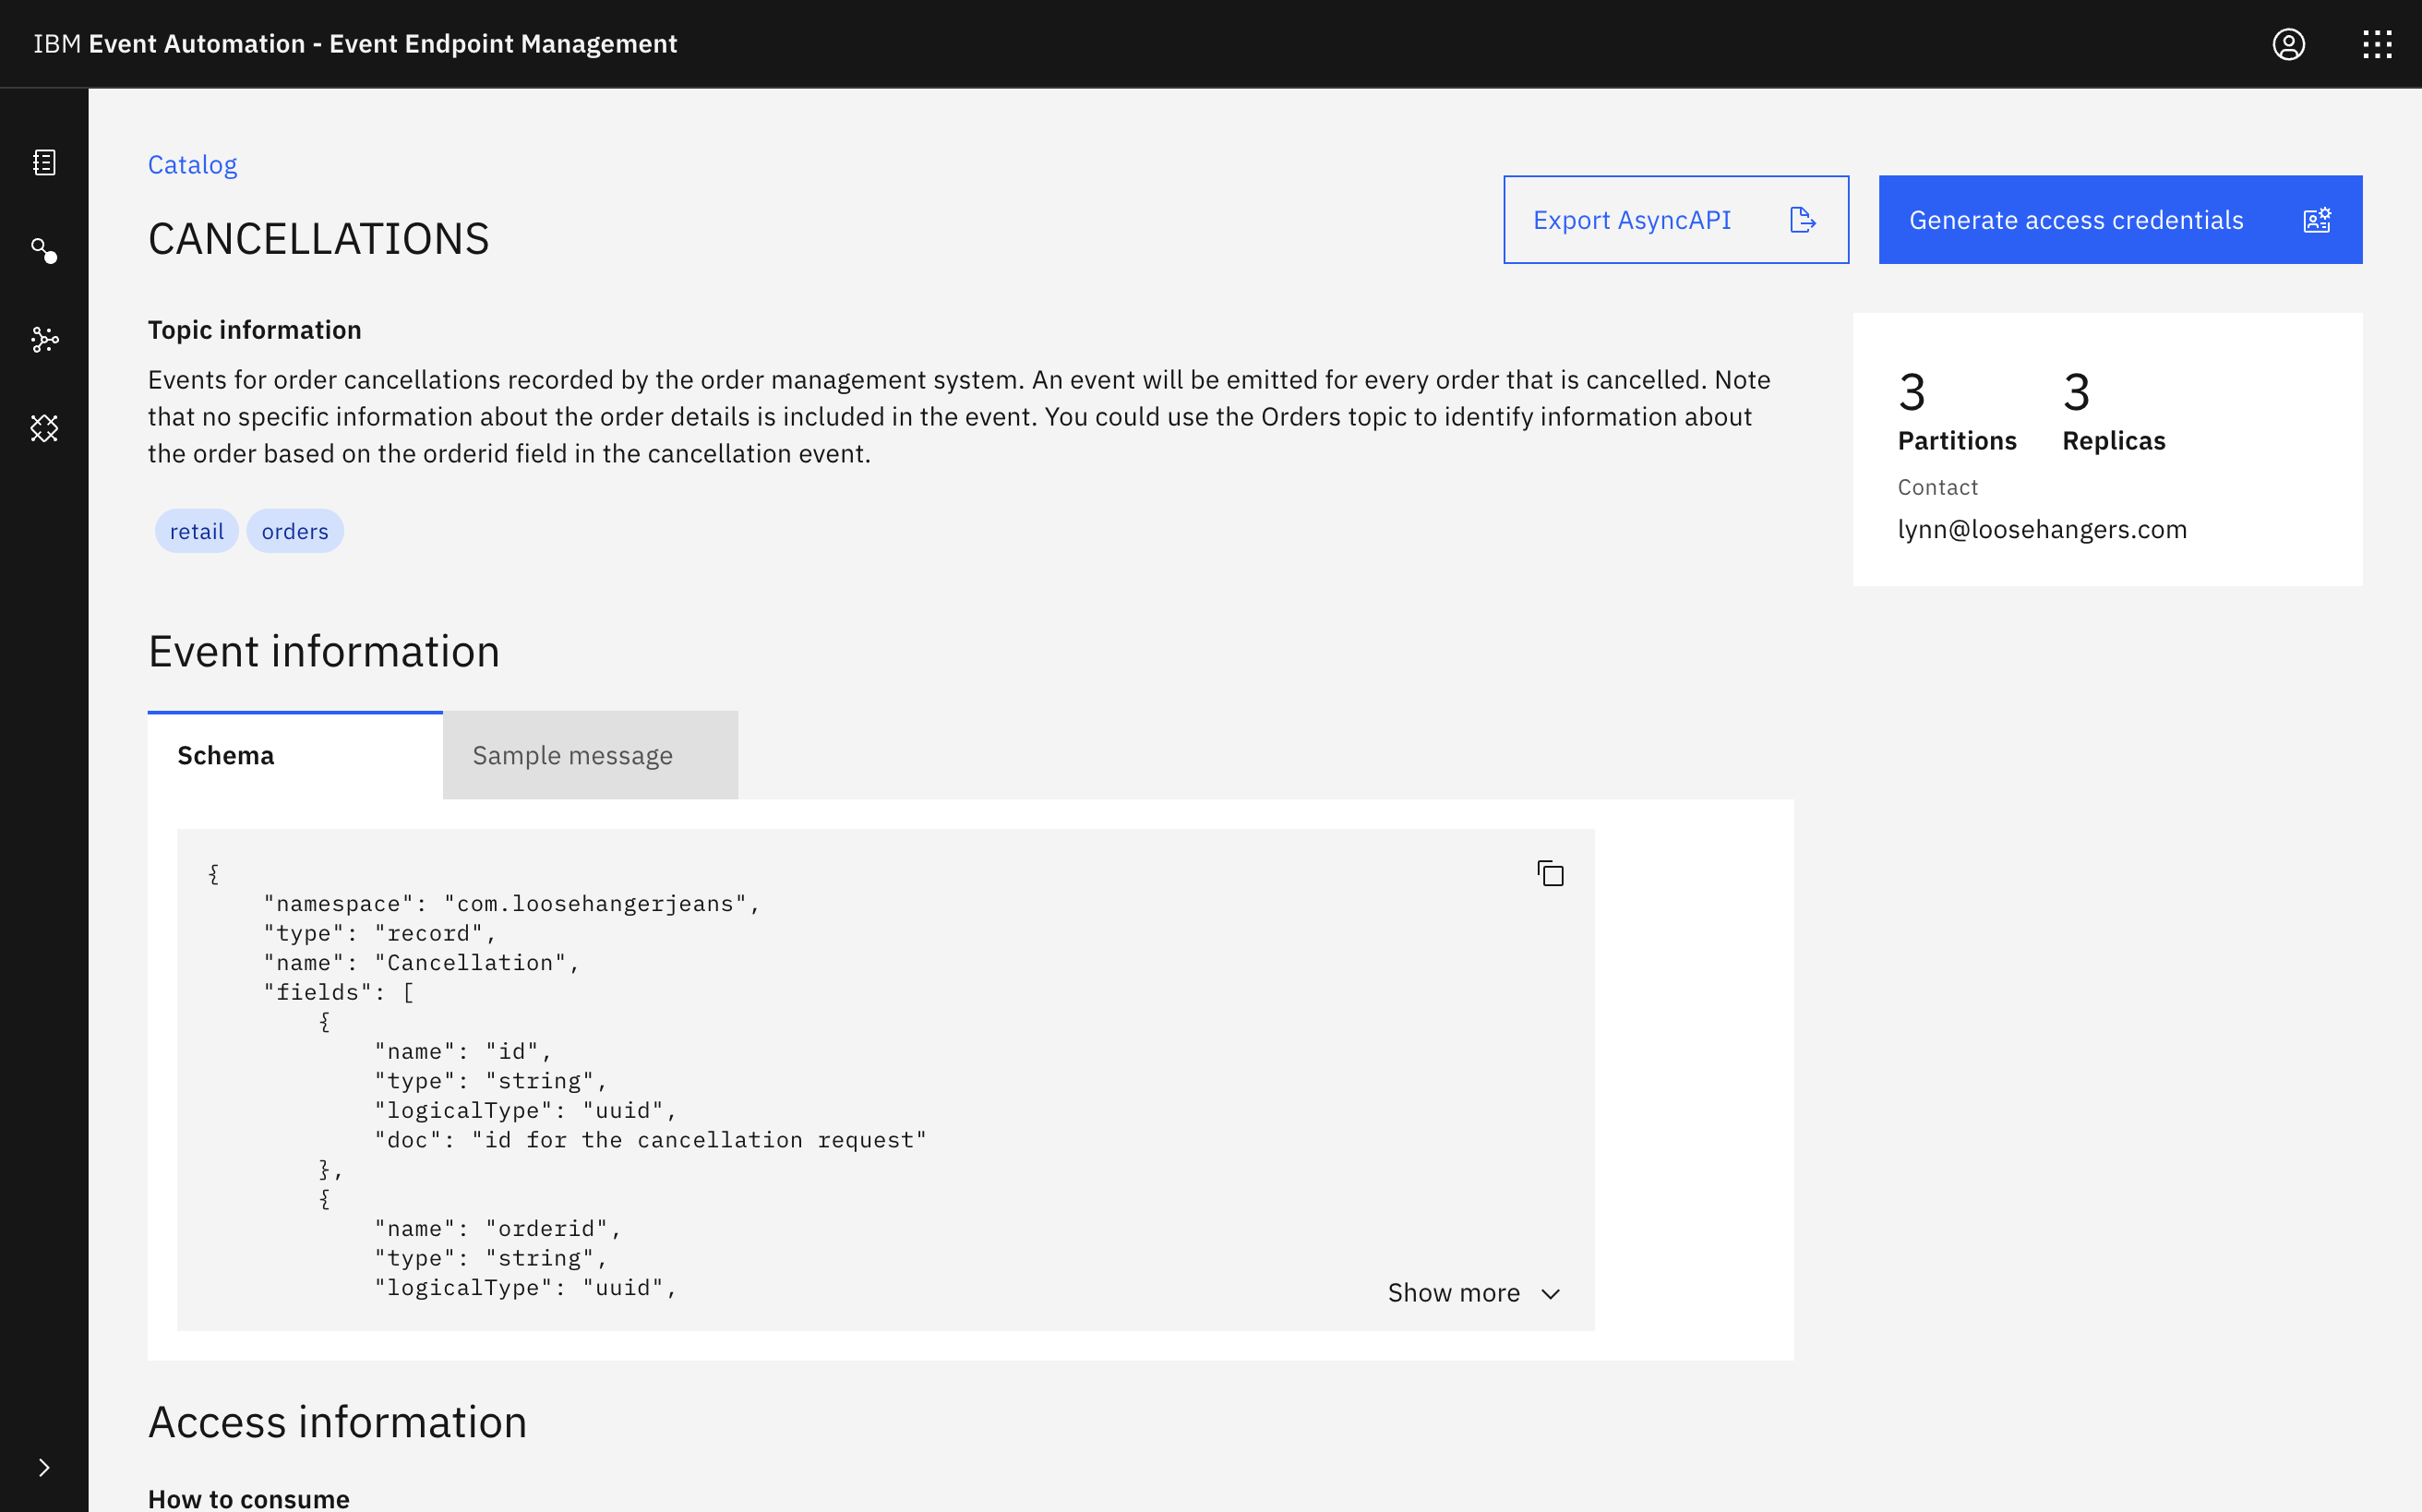 IBM Event Automation - Event Endpoint Management
Catalog
CANCELLATIONS
Export AsyncAPI
Generate access credentials
Topic information
Events for order cancellations recorded by the order management system. An event will be emitted for every order that is cancelled. Note
that no specific information about the order details is included in the event. You could use the Orders topic to identify information about
the order based on the orderid field in the cancellation event.
retail orders
3 3
Partitions Replicas
Contact
lynn@loosehangers.com
Event information
Schema
Sample message
{
    "namespace": "com.loosehangerjeans",
    "type": "record",
    "name": "Cancellation",
    "fields": [
        {
            "name": "id",
            "type": "string",
            "logicalType": "uuid",
            "doc": "id for the cancellation request"
        },
        {
            "name": "orderid",
            "type": "string",
            "logicalType": "uuid",
Show more
Access information
How to consume